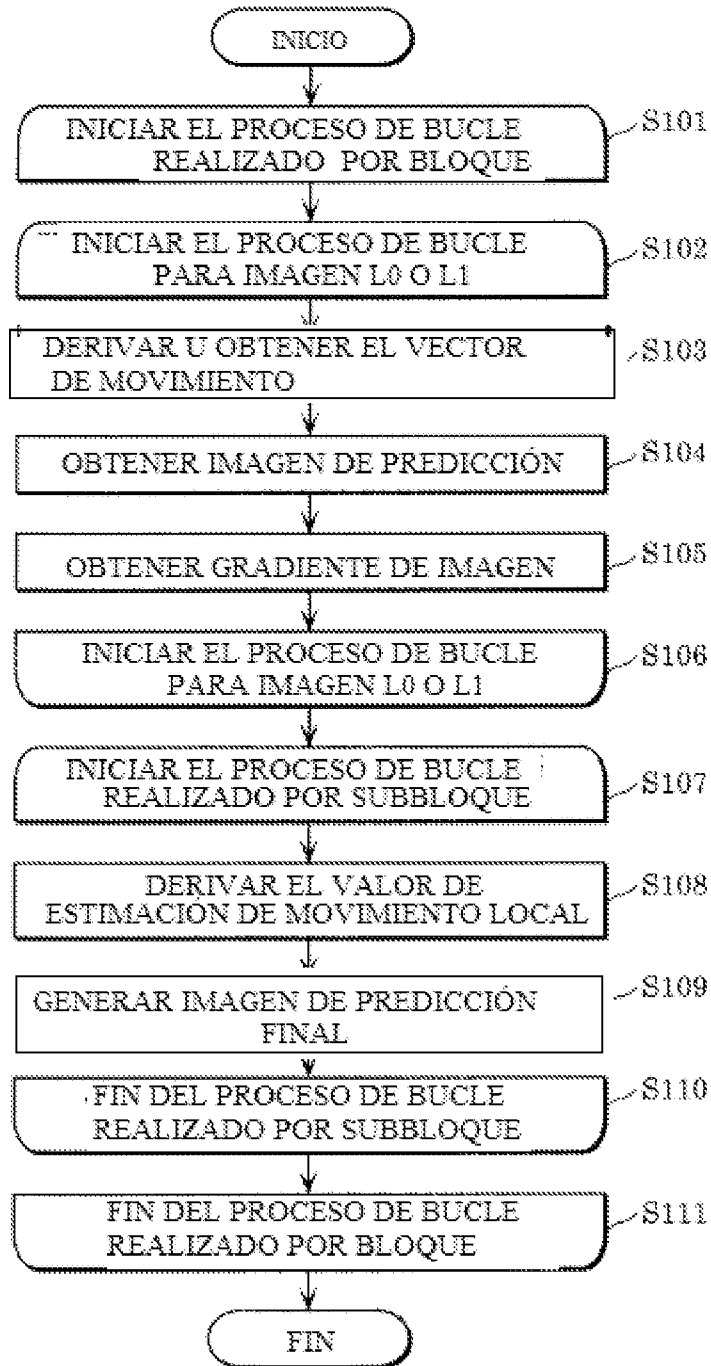 INICIO
INICIAR EL PROCESO DE BUCLE
REALIZADO POR BLOQUE
S101
INICIAR EL PROCESO DE BUCLE
PARA IMAGEN L0 O L1
S102
DERIVAR U OBTENER EL VECTOR
DE MOVIMIENTO
S103
OBTENER IMAGEN DE PREDICCIÓN
S104
OBTENER GRADIENTE DE IMAGEN
S105
INICIAR EL PROCESO DE BUCLE
PARA IMAGEN L0 O L1
S106
INICIAR EL PROCESO DE BUCLE
REALIZADO POR SUBBLOQUE
S107
DERIVAR EL VALOR DE
ESTIMACIÓN DE MOVIMIENTO LOCAL
S108
GENERAR IMAGEN DE PREDICCIÓN
FINAL
S109
FIN DEL PROCESO DE BUCLE
REALIZADO POR SUBBLOQUE
S110
FIN DEL PROCESO DE BUCLE
REALIZADO POR BLOQUE
S111
FIN